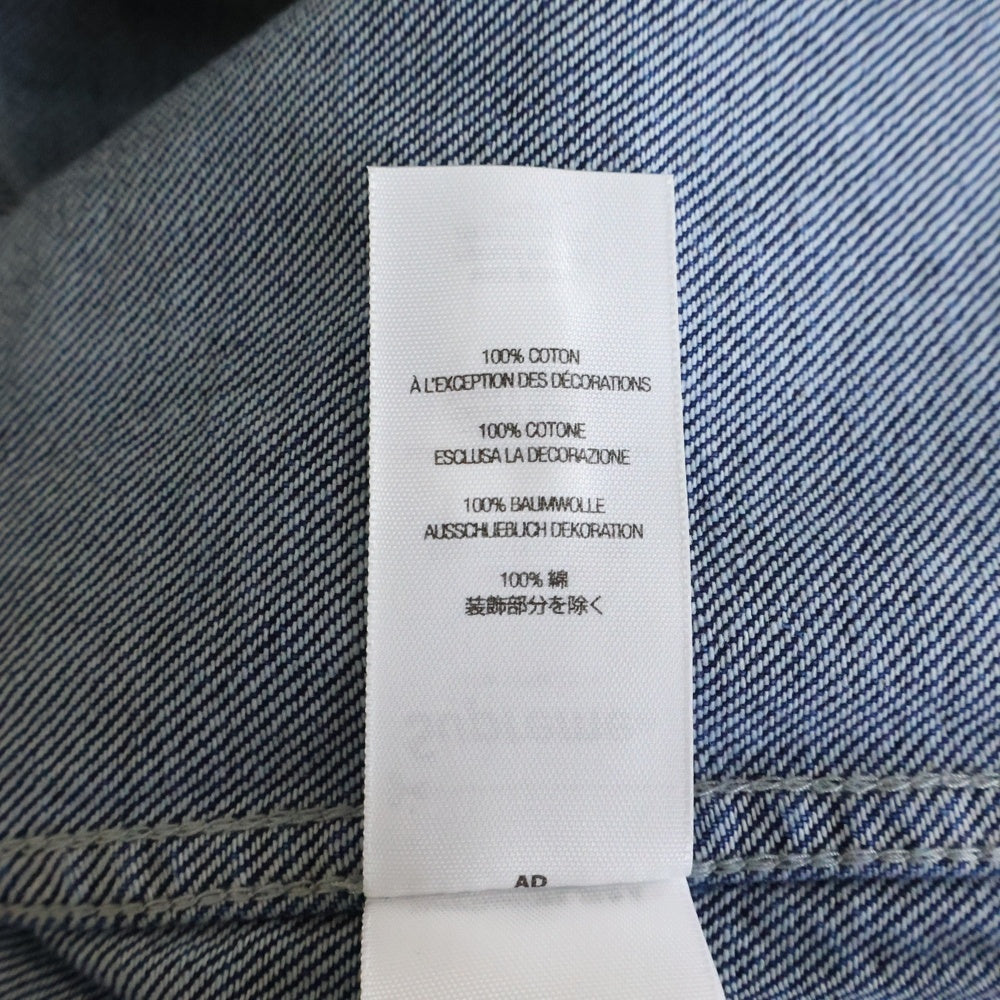 100% COTON
À L'EXCEPTION DES DÉCORATIONS
100% COTONE
ESCLUSA LA DECORAZIONE
100% BAUMWOLLE
AUSSCHLIEBLICH DEKORATION
100% 綿
装飾部分を除く
AD